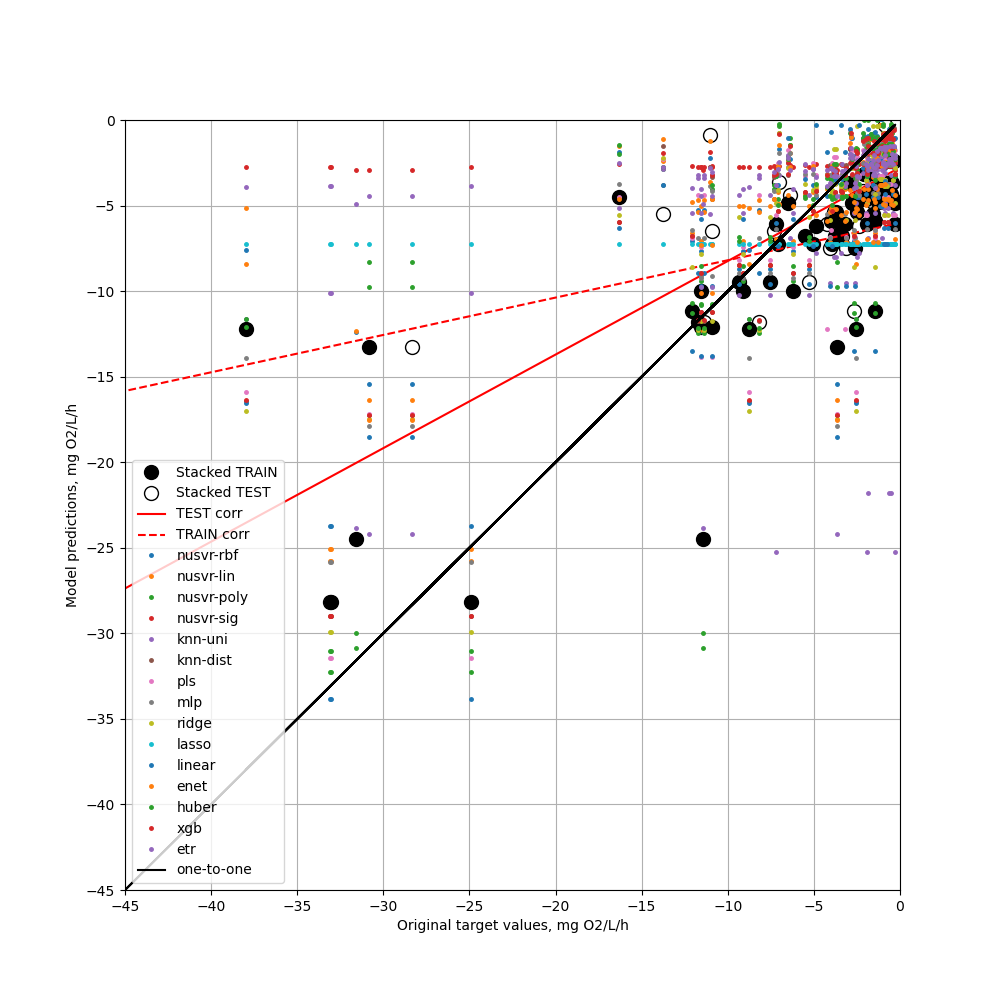 0
−5
−10
−15
−20
−25
−30
−35
−40
−45
Model predictions, mg O2/L/h
Stacked TRAIN
Stacked TEST
TEST corr
TRAIN corr
nusvr-rbf
nusvr-lin
nusvr-poly
nusvr-sig
knn-uni
knn-dist
pls
mlp
ridge
lasso
linear
enet
huber
xgb
etr
one-to-one
−45 −40 −35 −30 −25 −20 −15 −10 −5 0
Original target values, mg O2/L/h